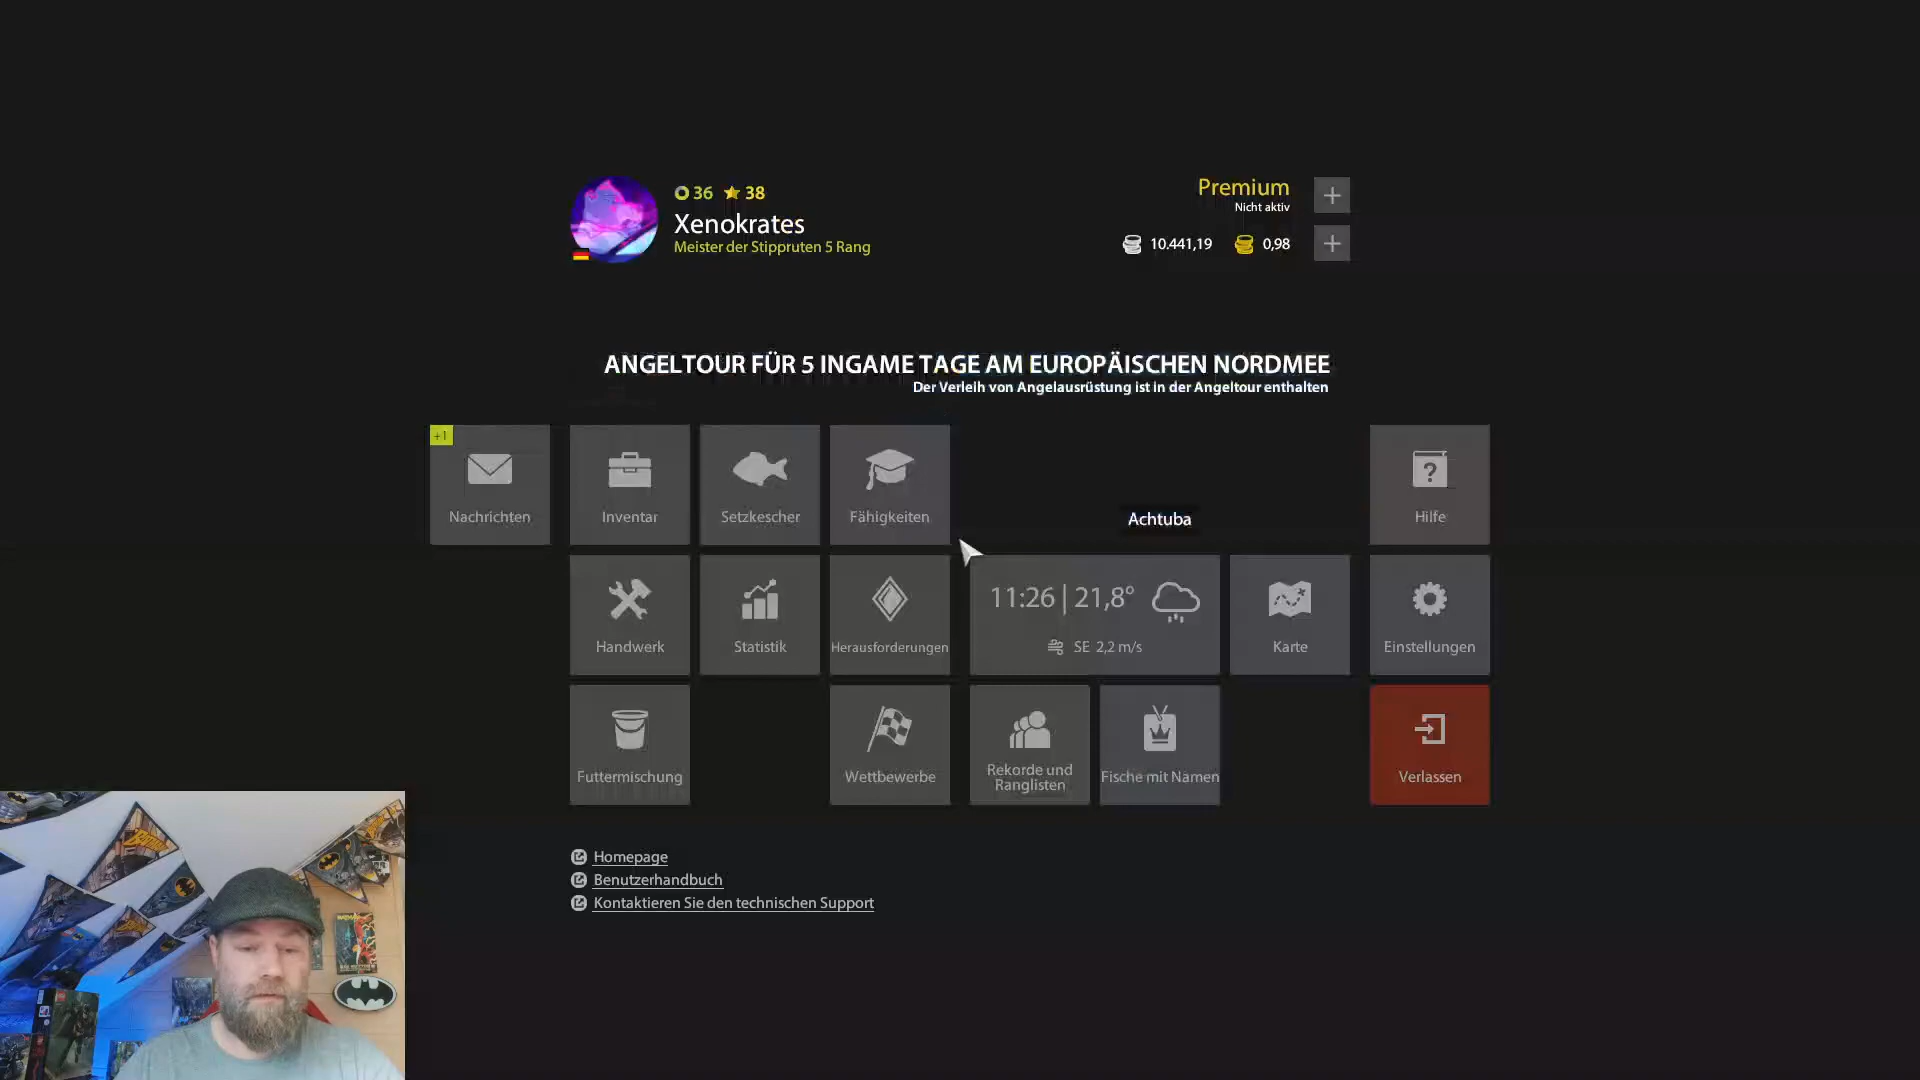 36 38
Xenokrates
Meister der Stippruten 5 Rang
Premium
Nicht aktiv
10.441,19 0,98
ANGELTOUR FÜR 5 INGAME TAGE AM EUROPÄISCHEN NORDMEE
Der Verleih von Angelausrüstung ist in der Angeltour enthalten
+1
Nachrichten
Inventar
Setzkescher
Fähigkeiten
Achtuba
Hilfe
Handwerk
Statistik
Herausforderungen
11:26 | 21,8°
SE 2,2 m/s
Karte
Einstellungen
Futtermischung
Wettbewerbe
Rekorde und
Ranglisten
Fische mit Namen
Verlassen
Homepage
Benutzerhandbuch
Kontaktieren Sie den technischen Support